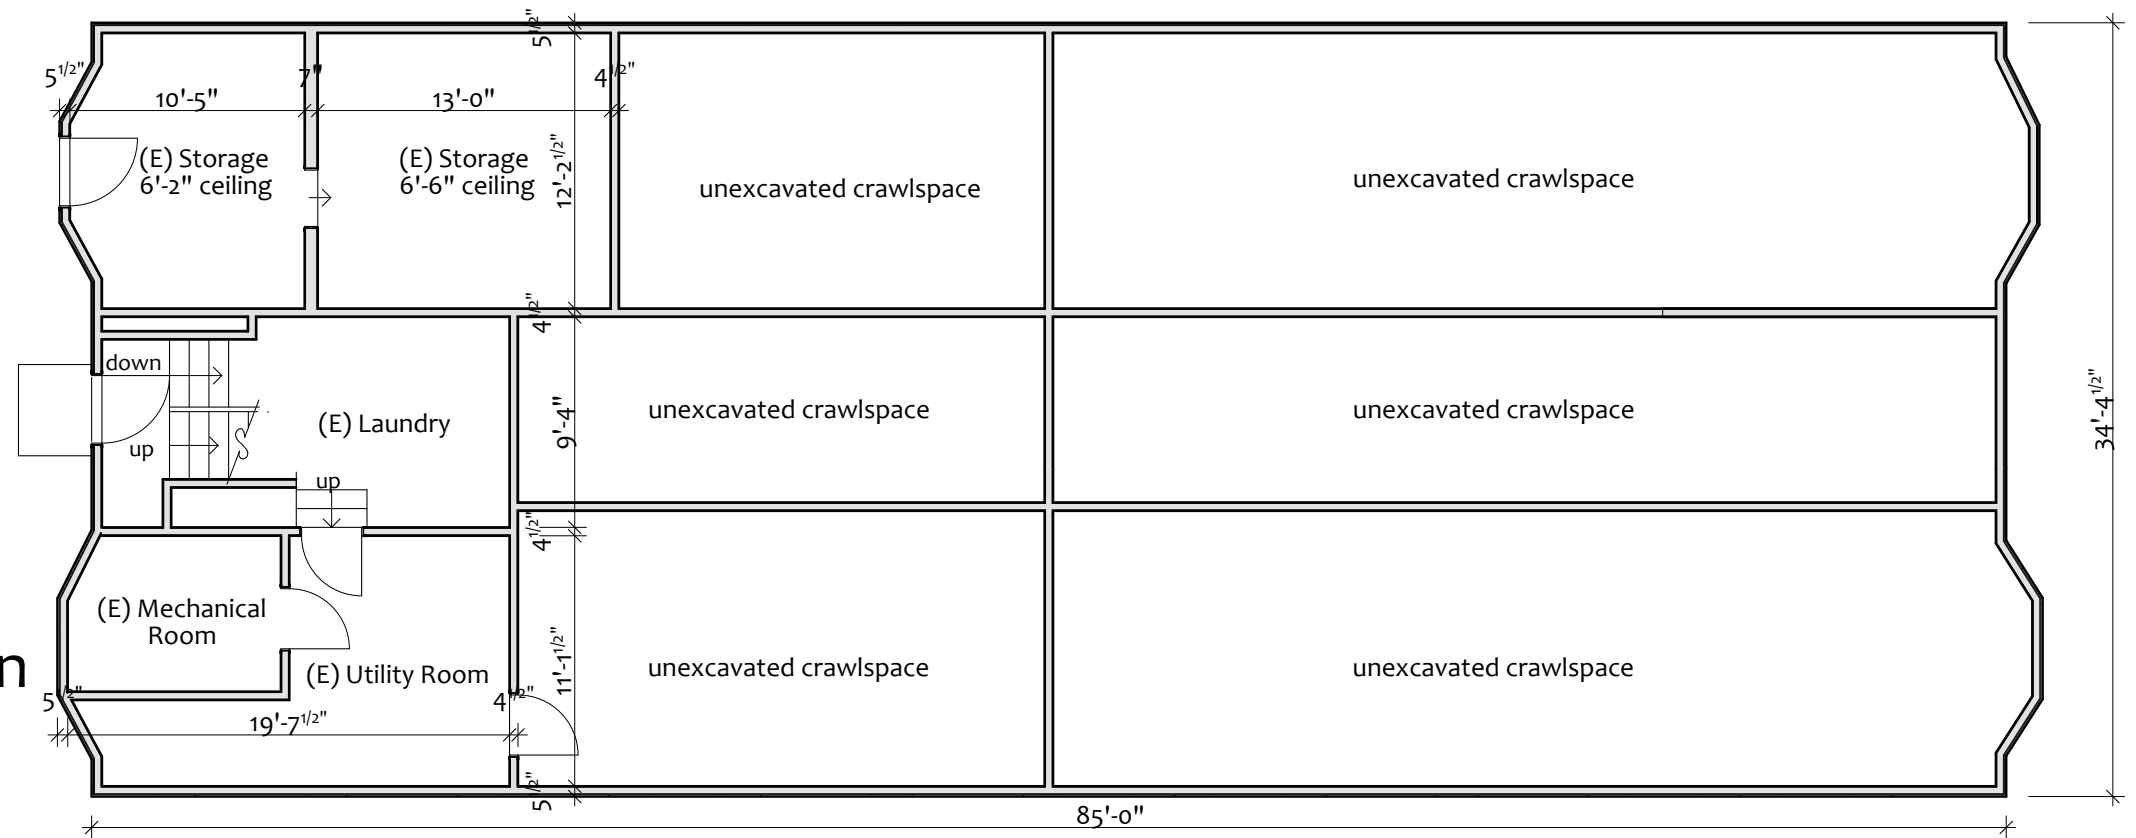 5 1/2"
5 1/2"
7"
4 1/2"
10'-5"
13'-0"
(E) Storage
6'-2" ceiling
(E) Storage
6'-6" ceiling
12'-2 1/2"
unexcavated crawlspace
unexcavated crawlspace
4 1/2"
down
up
(E) Laundry
9'-4"
unexcavated crawlspace
unexcavated crawlspace
34'-4 1/2"
up
4 1/2"
(E) Mechanical
Room
n
(E) Utility Room
11'-1 1/2"
unexcavated crawlspace
unexcavated crawlspace
5 1/2"
4 1/2"
19'-7 1/2"
5 1/2"
85'-0"